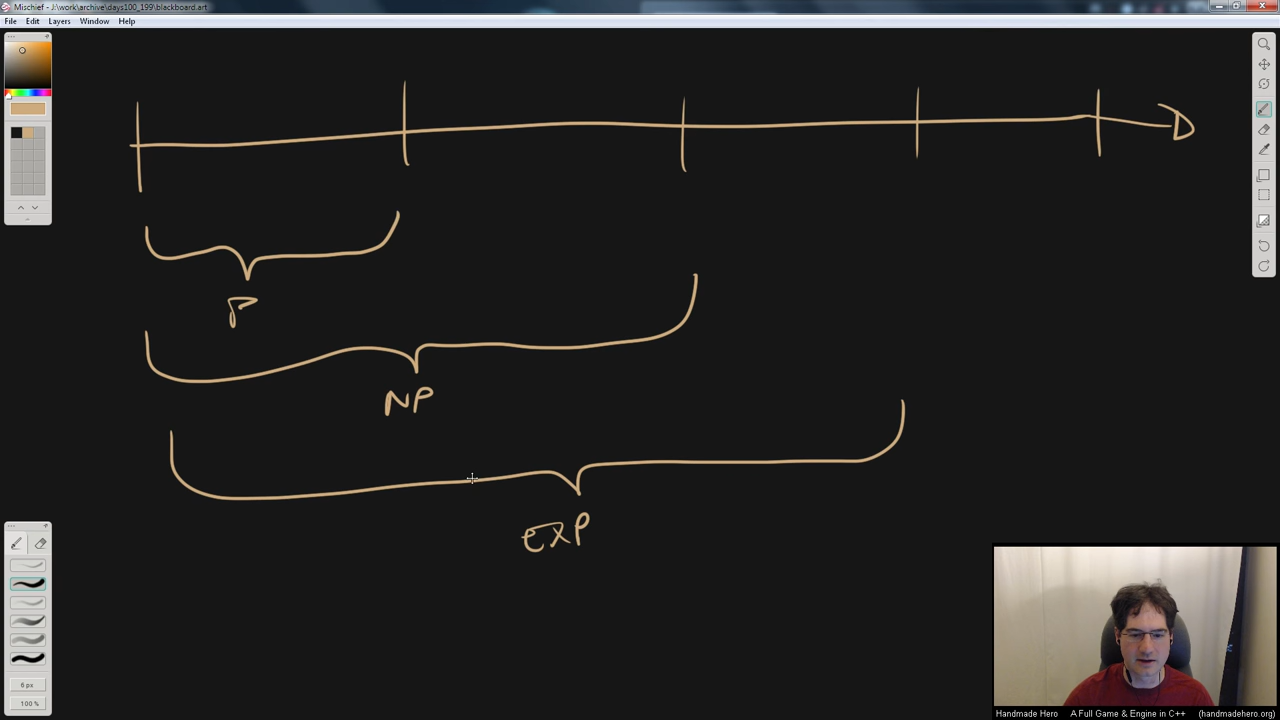 Mischief - J:\work\archive\days100_199\blackboard.art
File Edit Layers Window Help
P
NP
EXP
6 px
100 %
Handmade Hero A Full Game & Engine in C++ (handmadehero.org)